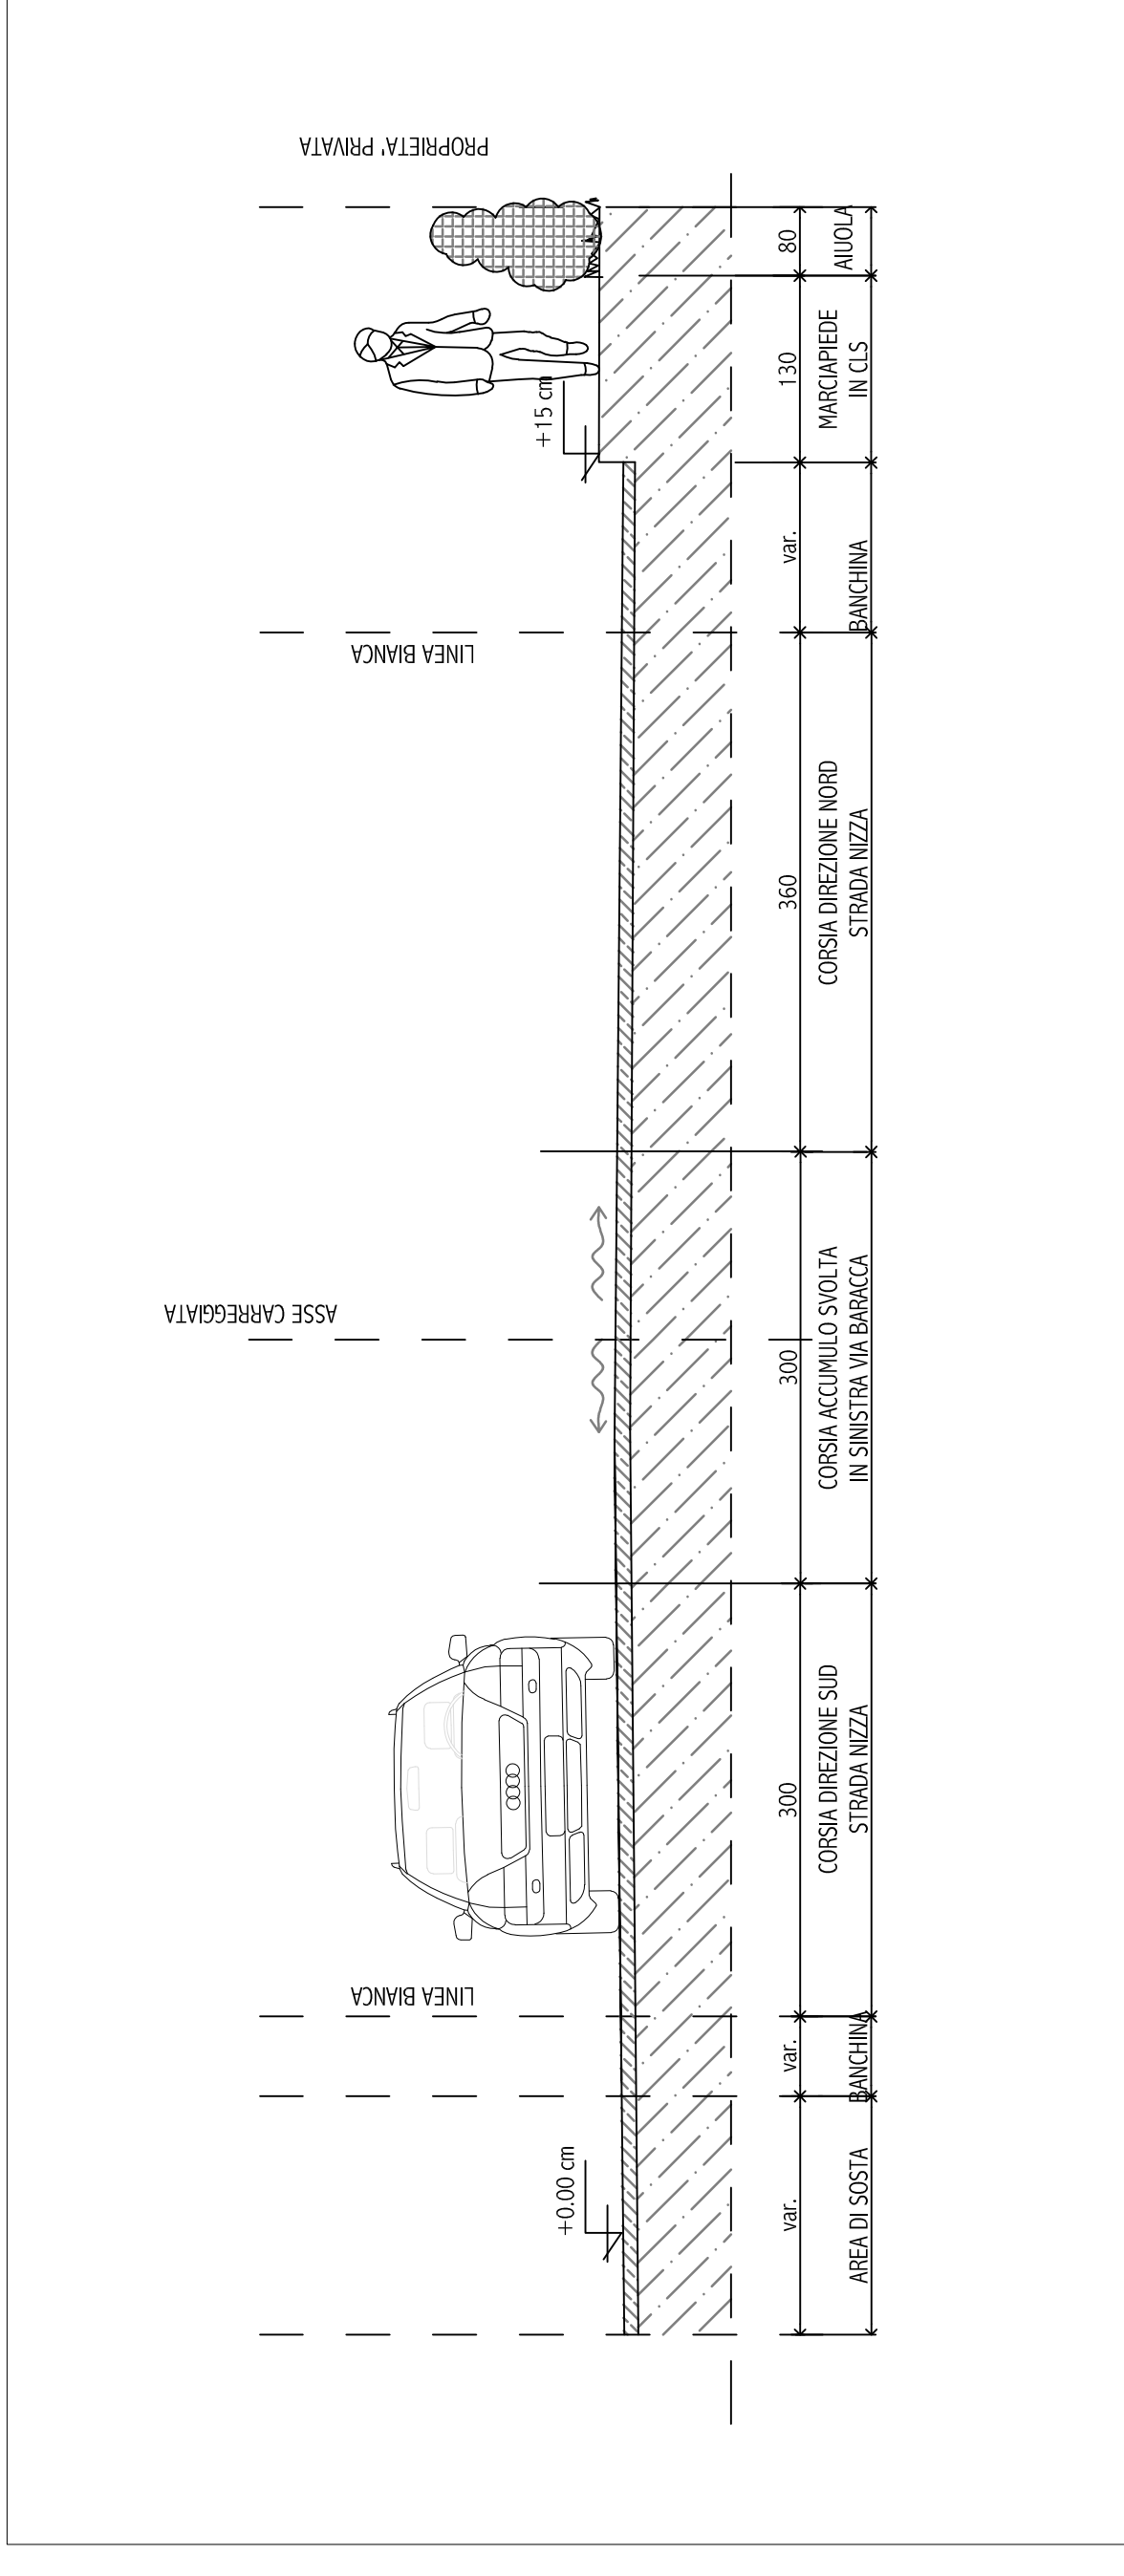 PROPRIETA' PRIVATA
LINEA BIANCA
ASSE CARREGGIATA
LINEA BIANCA
+0.00 cm
+15 cm
var.
var.
300
300
360
var.
130
80
AREA DI SOSTA
BANCHINA
CORSIA DIREZIONE SUD
STRADA NIZZA
CORSIA ACCUMULO SVOLTA
IN SINISTRA VIA BARACCA
CORSIA DIREZIONE NORD
STRADA NIZZA
BANCHINA
MARCIAPIEDE
IN CLS
AIUOLA